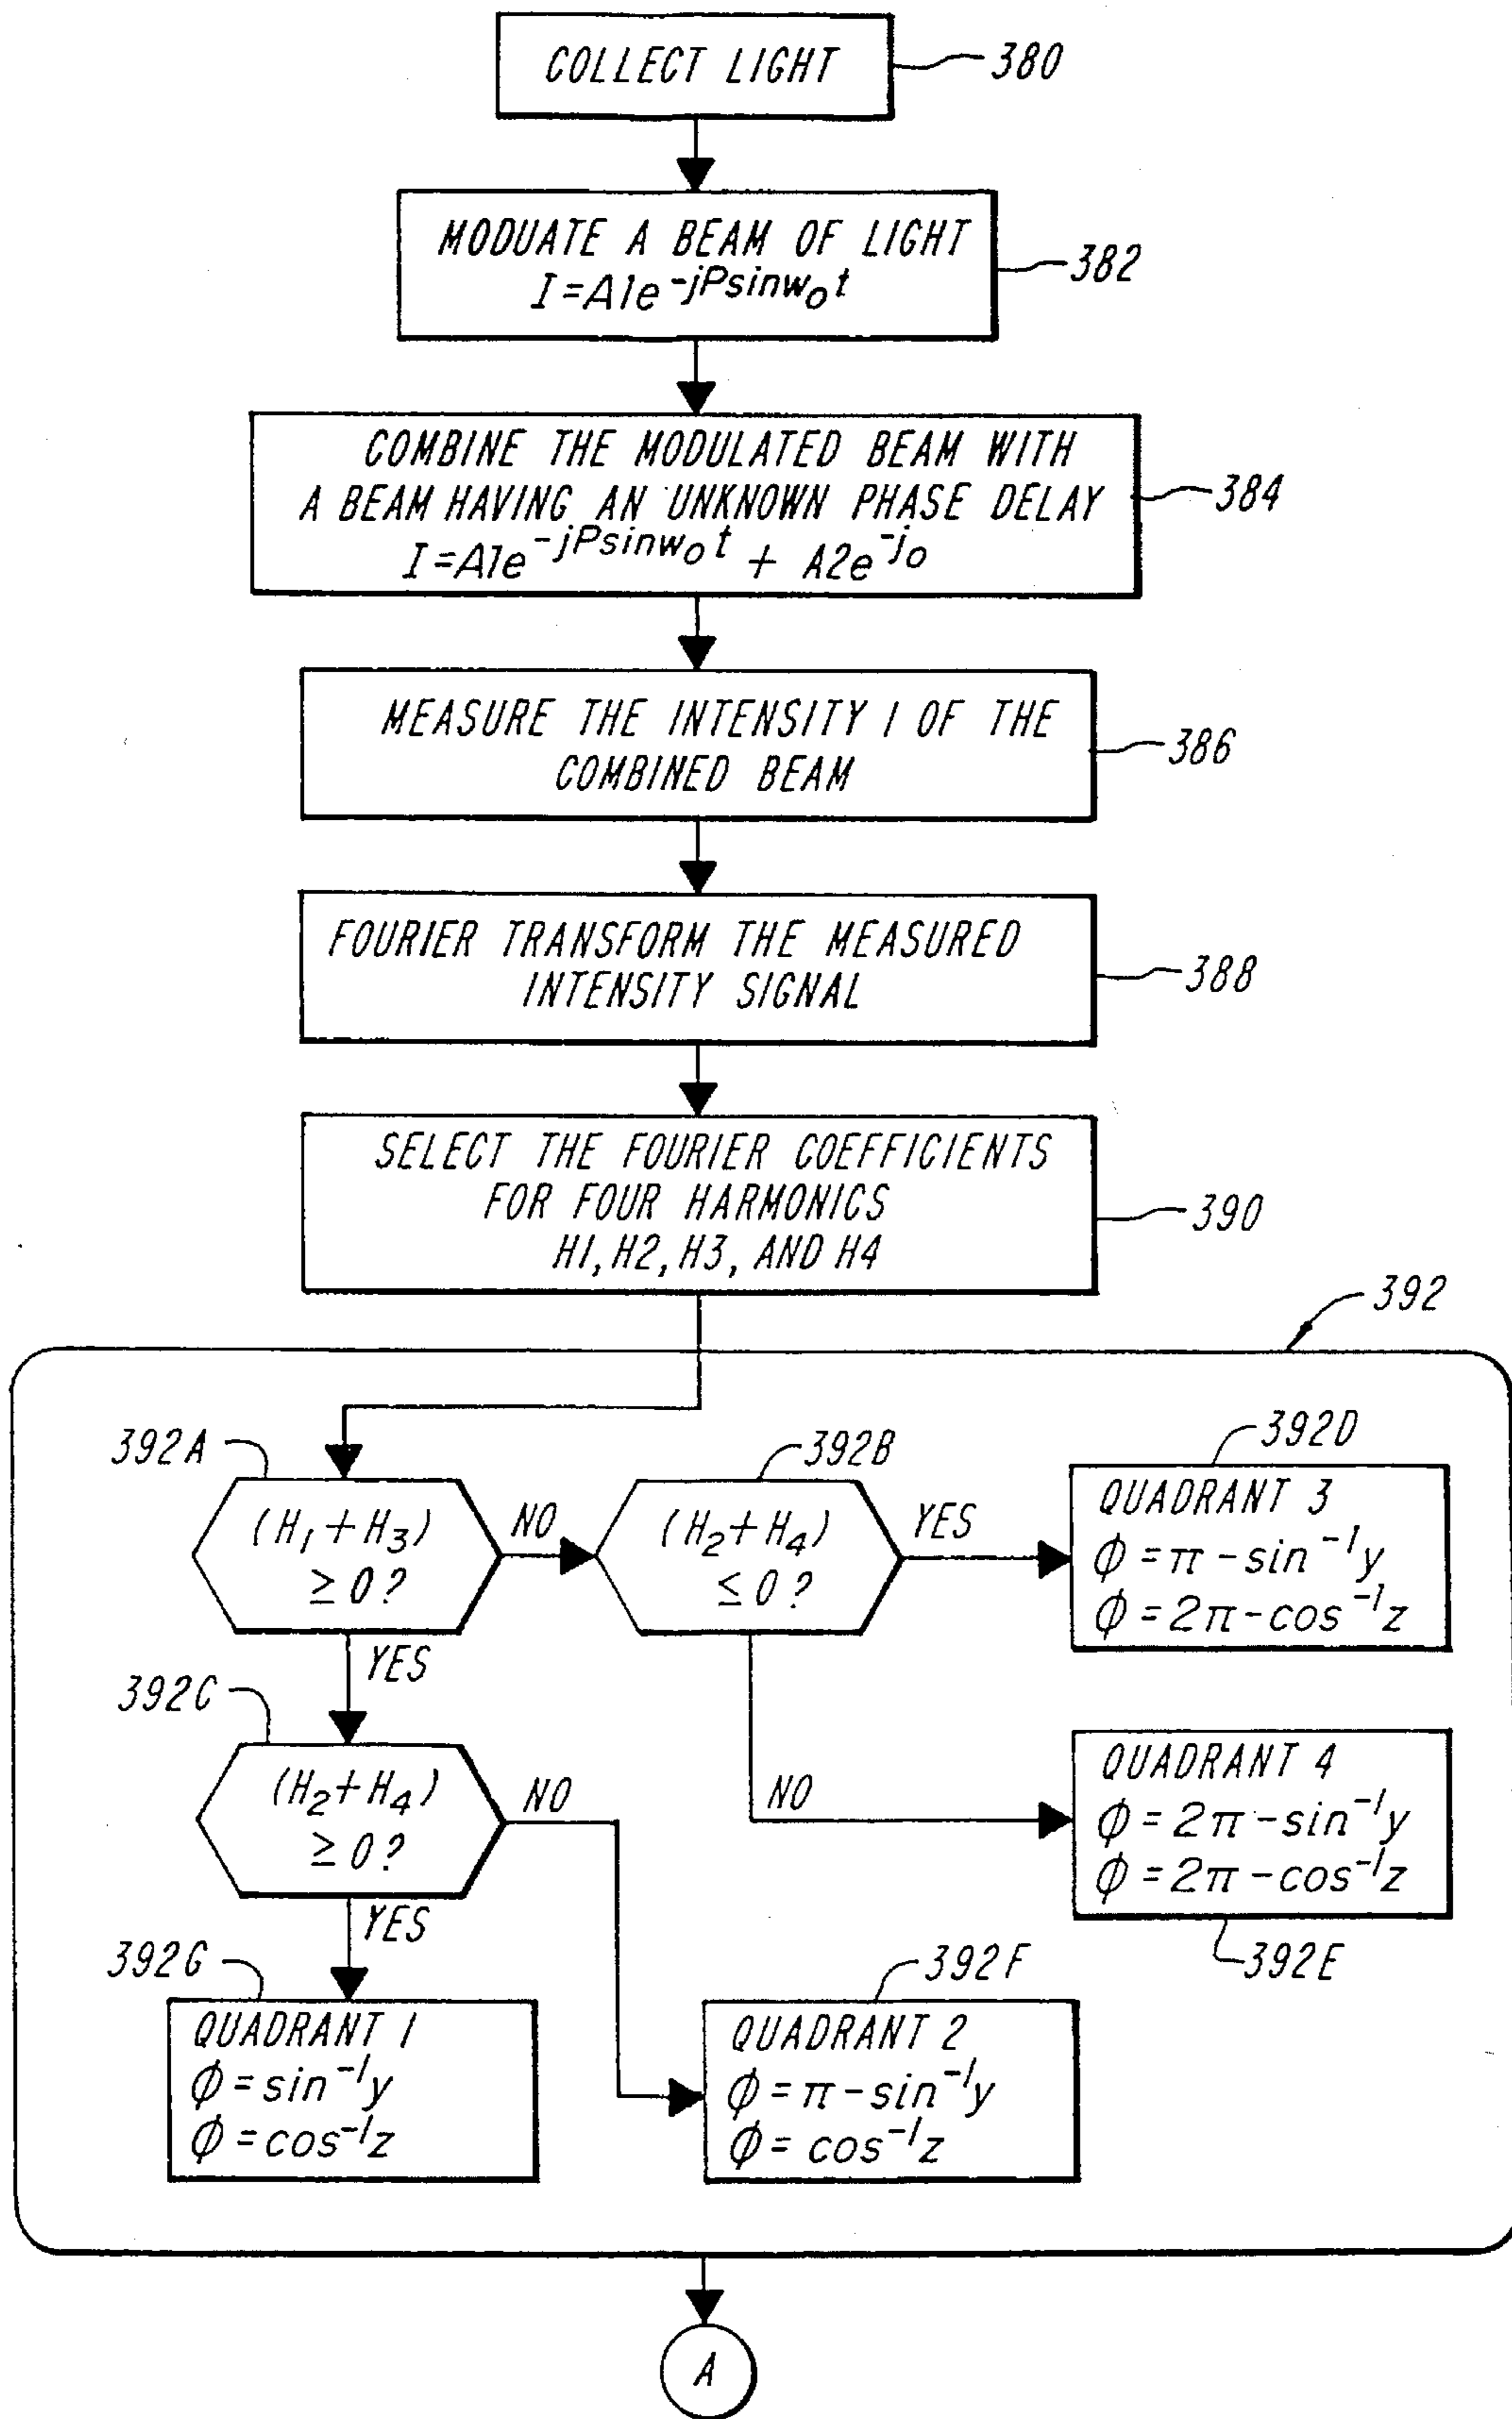 COLLECT LIGHT
380
MODUATE A BEAM OF LIGHT
I=A1e^-jPsinw₀t
382
COMBINE THE MODULATED BEAM WITH
A BEAM HAVING AN UNKNOWN PHASE DELAY
I=A1e^-jPsinw₀t + A2e^-j₀
384
MEASURE THE INTENSITY I OF THE
COMBINED BEAM
386
FOURIER TRANSFORM THE MEASURED
INTENSITY SIGNAL
388
SELECT THE FOURIER COEFFICIENTS
FOR FOUR HARMONICS
H1, H2, H3, AND H4
390
392
392A
(H₁+H₃)
≥0?
NO
YES
392B
(H₂+H₄)
≤0?
YES
NO
392D
QUADRANT 3
ϕ=π-sin⁻¹y
ϕ=2π-cos⁻¹z
392C
(H₂+H₄)
≥0?
NO
YES
QUADRANT 4
ϕ=2π-sin⁻¹y
ϕ=2π-cos⁻¹z
392E
392G
QUADRANT 1
ϕ=sin⁻¹y
ϕ=cos⁻¹z
392F
QUADRANT 2
ϕ=π-sin⁻¹y
ϕ=cos⁻¹z
A